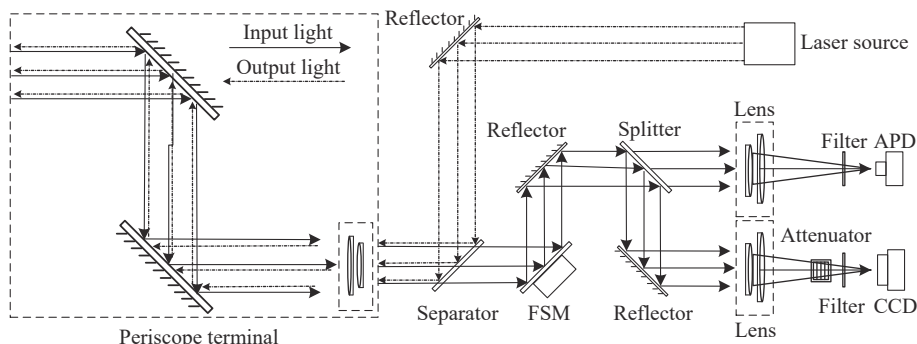 Reflector
Input light
Output light
Laser source
Lens
Reflector
Splitter
Filter APD
Attenuator
Separator
FSM
Reflector
Filter CCD
Lens
Periscope terminal